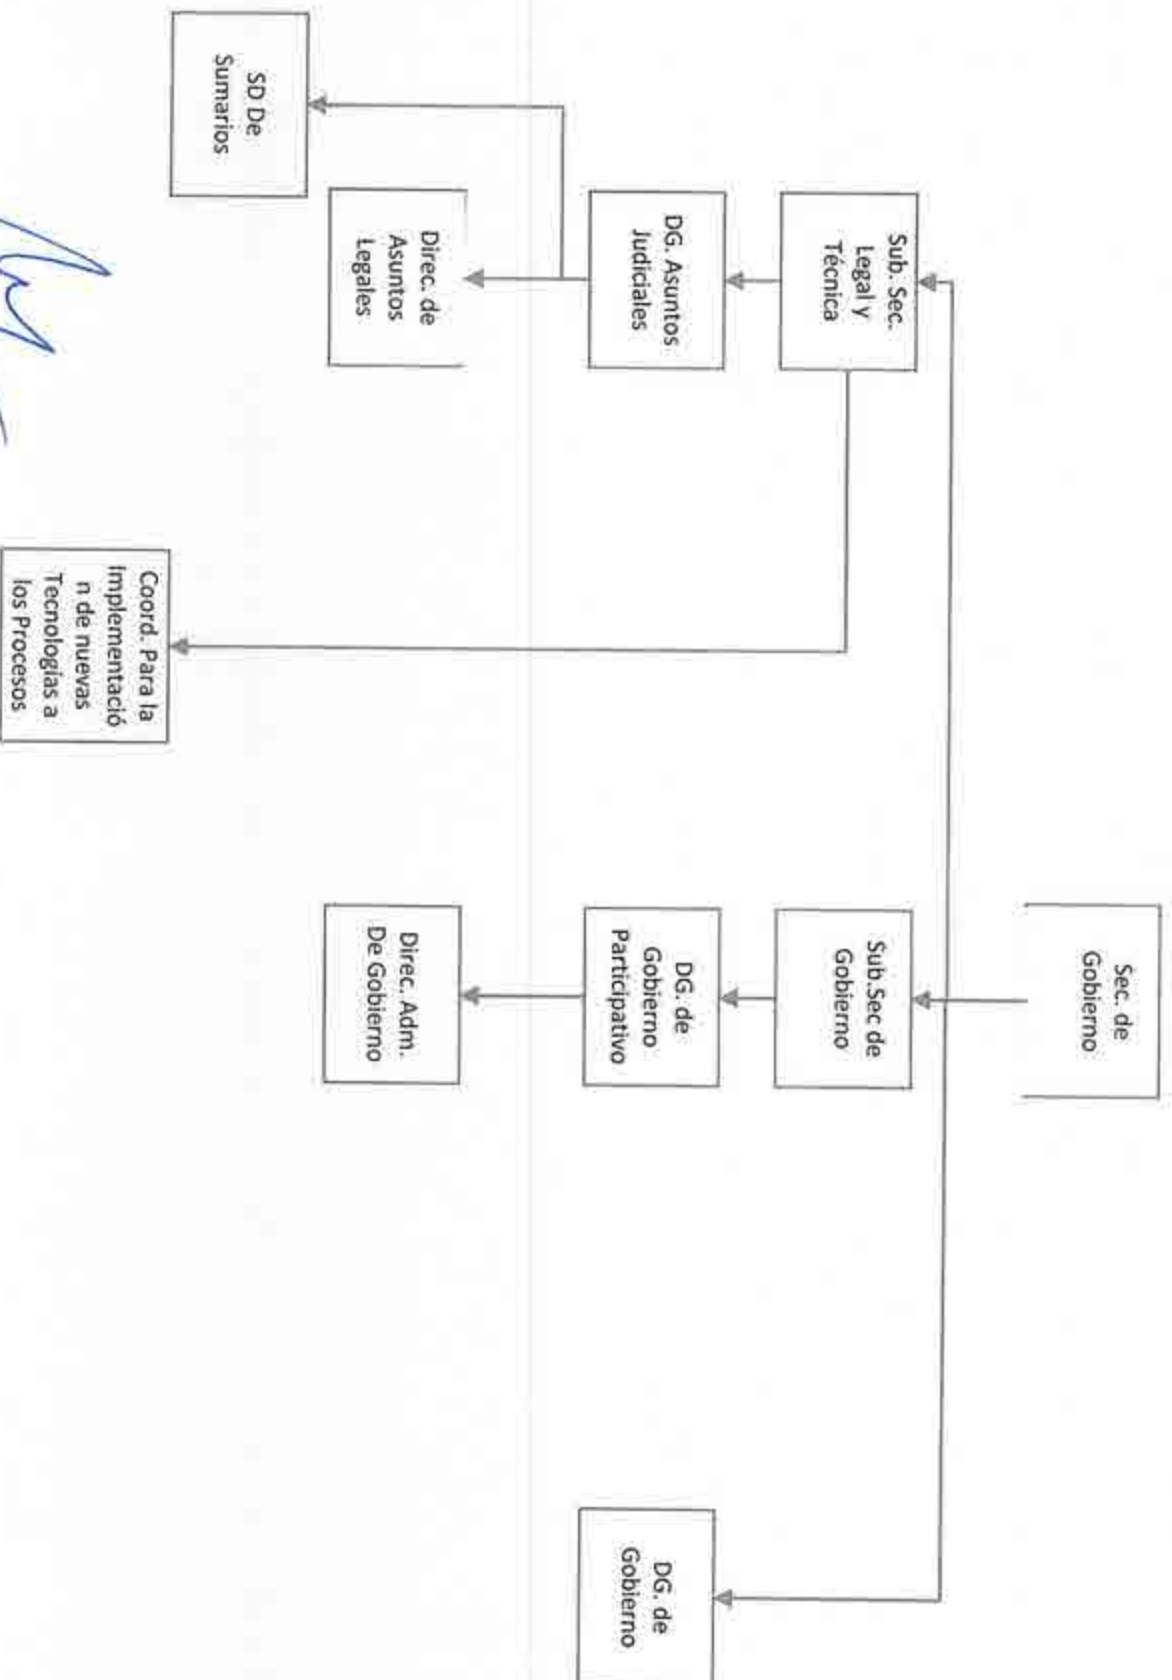 Sec. de
Gobierno
Sub. Sec.
Legal y
Técnica
Sub.Sec de
Gobierno
DG. Asuntos
Judiciales
DG. de
Gobierno
Participativo
DG. de
Gobierno
Direc. de
Asuntos
Legales
Direc. Adm.
De Gobierno
SD De
Sumarios
Coord. Para la
Implementació
n de nuevas
Tecnologías a
los Procesos